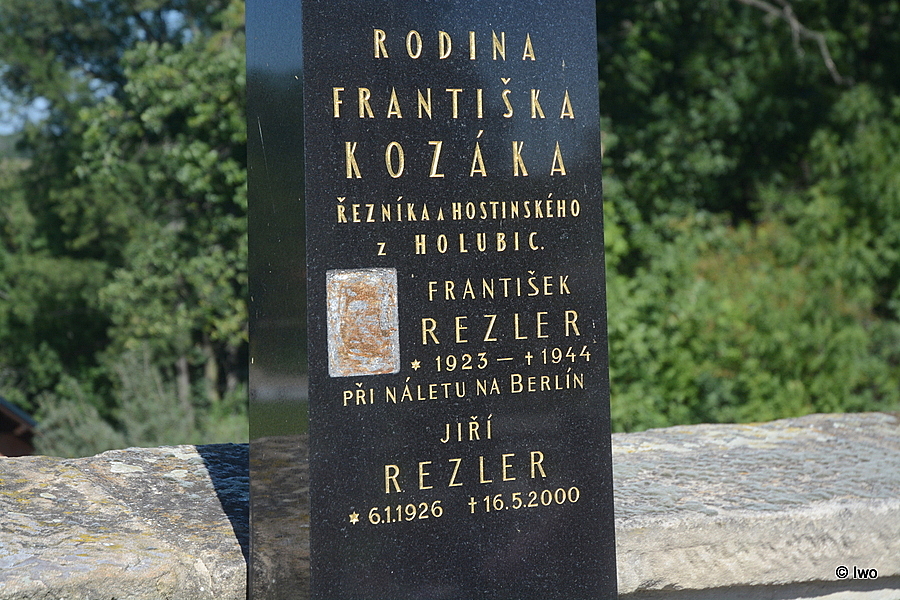 RODINA
FRANTIŠKA
KOZÁKA
ŘEZNÍKA A HOSTINSKÉHO
Z HOLUBIC.
FRANTIŠEK
REZLER
* 1923 – † 1944
PŘI NÁLETU NA BERLÍN
JIŘÍ
REZLER
* 6.1.1926 † 16.5.2000
© Iwo